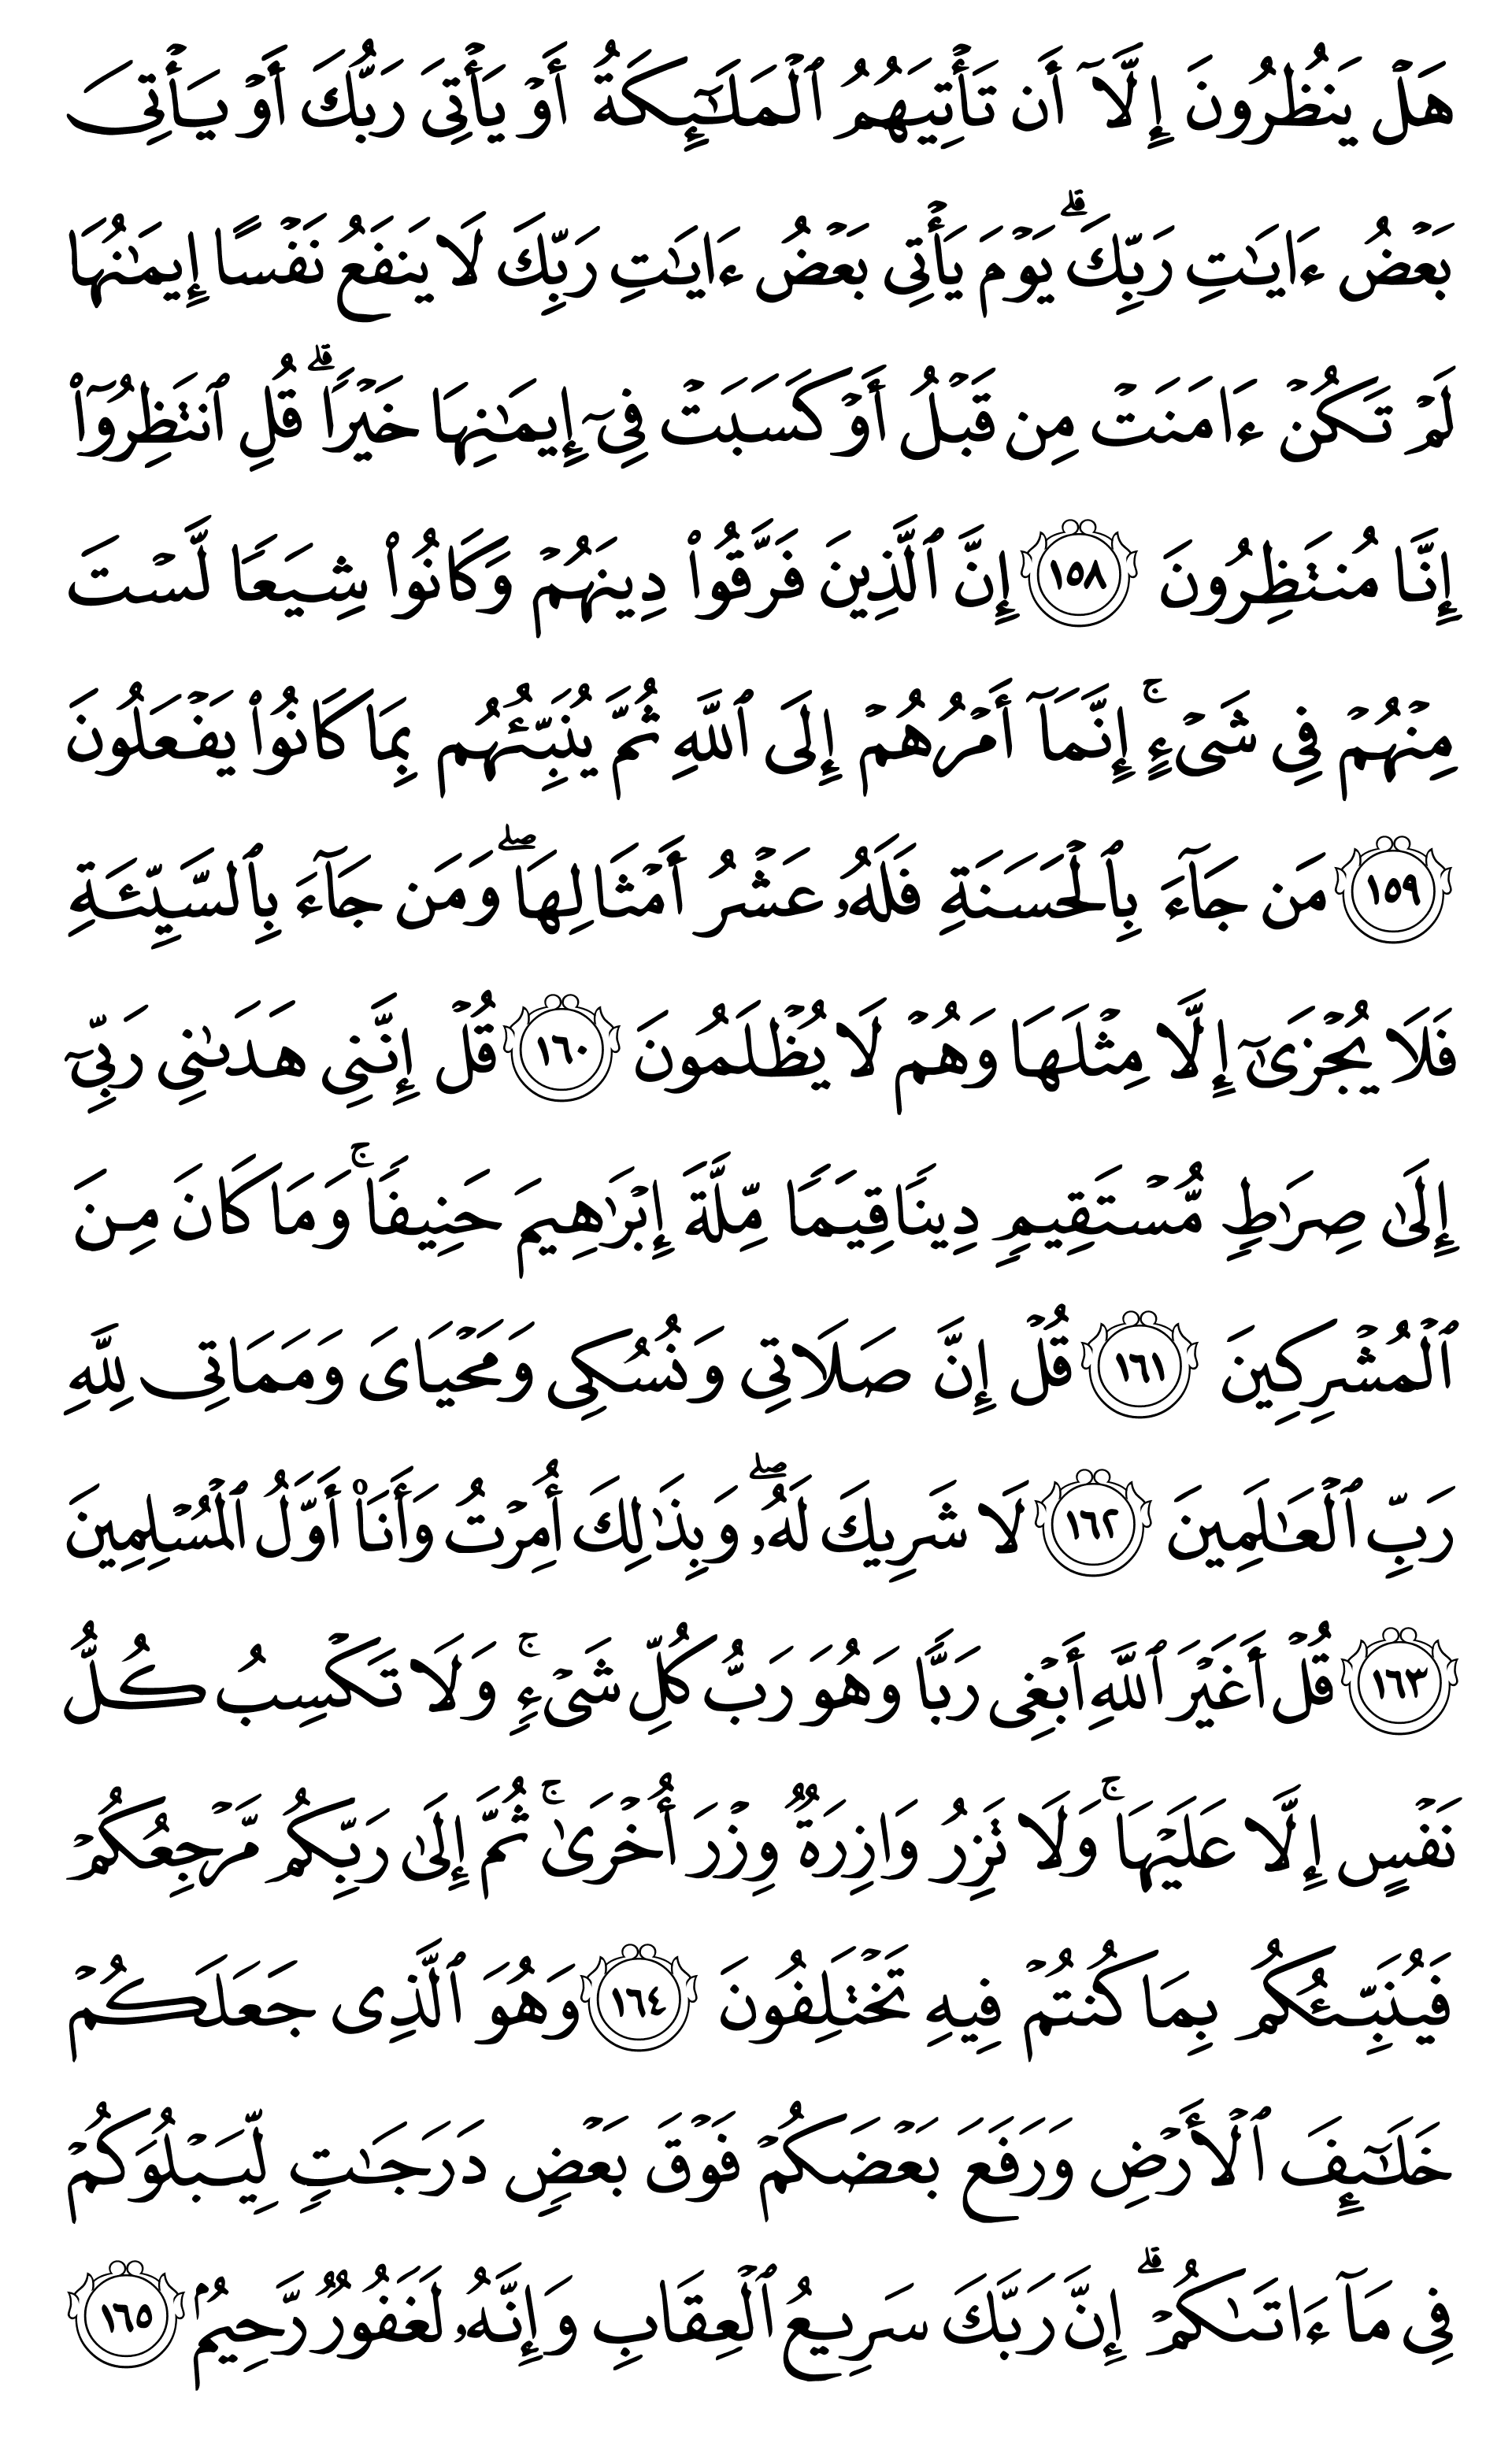 هَلۡ يَنظُرُونَ إِلَّآ أَن تَأۡتِيَهُمُ ٱلۡمَلَٰٓئِكَةُ أَوۡ يَأۡتِيَ رَبُّكَ أَوۡ يَأۡتِيَ
بَعۡضُ ءَايَٰتِ رَبِّكَۗ يَوۡمَ يَأۡتِي بَعۡضُ ءَايَٰتِ رَبِّكَ لَا يَنفَعُ نَفۡسًا إِيمَٰنُهَا
لَمۡ تَكُنۡ ءَامَنَتۡ مِن قَبۡلُ أَوۡ كَسَبَتۡ فِيٓ إِيمَٰنِهَا خَيۡرٗاۗ قُلِ ٱنتَظِرُوٓاْ
إِنَّا مُنتَظِرُونَ ١٥٨ إِنَّ ٱلَّذِينَ فَرَّقُواْ دِينَهُمۡ وَكَانُواْ شِيَعٗا لَّسۡتَ
مِنۡهُمۡ فِي شَيۡءٍۚ إِنَّمَآ أَمۡرُهُمۡ إِلَى ٱللَّهِ ثُمَّ يُنَبِّئُهُم بِمَا كَانُواْ يَفۡعَلُونَ
١٥٩ مَن جَآءَ بِٱلۡحَسَنَةِ فَلَهُۥ عَشۡرُ أَمۡثَالِهَاۖ وَمَن جَآءَ بِٱلسَّيِّئَةِ
فَلَا يُجۡزَىٰٓ إِلَّا مِثۡلَهَا وَهُمۡ لَا يُظۡلَمُونَ ١٦٠ قُلۡ إِنَّنِي هَدَىٰنِي رَبِّيٓ
إِلَىٰ صِرَٰطٖ مُّسۡتَقِيمٖ دِينٗا قِيَمٗا مِّلَّةَ إِبۡرَٰهِيمَ حَنِيفٗاۚ وَمَا كَانَ مِنَ
ٱلۡمُشۡرِكِينَ ١٦١ قُلۡ إِنَّ صَلَاتِي وَنُسُكِي وَمَحۡيَايَ وَمَمَاتِي لِلَّهِ
رَبِّ ٱلۡعَٰلَمِينَ ١٦٢ لَا شَرِيكَ لَهُۥۖ وَبِذَٰلِكَ أُمِرۡتُ وَأَنَا۠ أَوَّلُ ٱلۡمُسۡلِمِينَ
١٦٣ قُلۡ أَغَيۡرَ ٱللَّهِ أَبۡغِي رَبّٗا وَهُوَ رَبُّ كُلِّ شَيۡءٖۚ وَلَا تَكۡسِبُ كُلُّ
نَفۡسٍ إِلَّا عَلَيۡهَاۚ وَلَا تَزِرُ وَازِرَةٞ وِزۡرَ أُخۡرَىٰۚ ثُمَّ إِلَىٰ رَبِّكُم مَّرۡجِعُكُمۡ
فَيُنَبِّئُكُم بِمَا كُنتُمۡ فِيهِ تَخۡتَلِفُونَ ١٦٤ وَهُوَ ٱلَّذِي جَعَلَكُمۡ
خَلَٰٓئِفَ ٱلۡأَرۡضِ وَرَفَعَ بَعۡضَكُمۡ فَوۡقَ بَعۡضٖ دَرَجَٰتٖ لِّيَبۡلُوَكُمۡ
فِي مَآ ءَاتَىٰكُمۡۗ إِنَّ رَبَّكَ سَرِيعُ ٱلۡعِقَابِ وَإِنَّهُۥ لَغَفُورٞ رَّحِيمُۢ ١٦٥